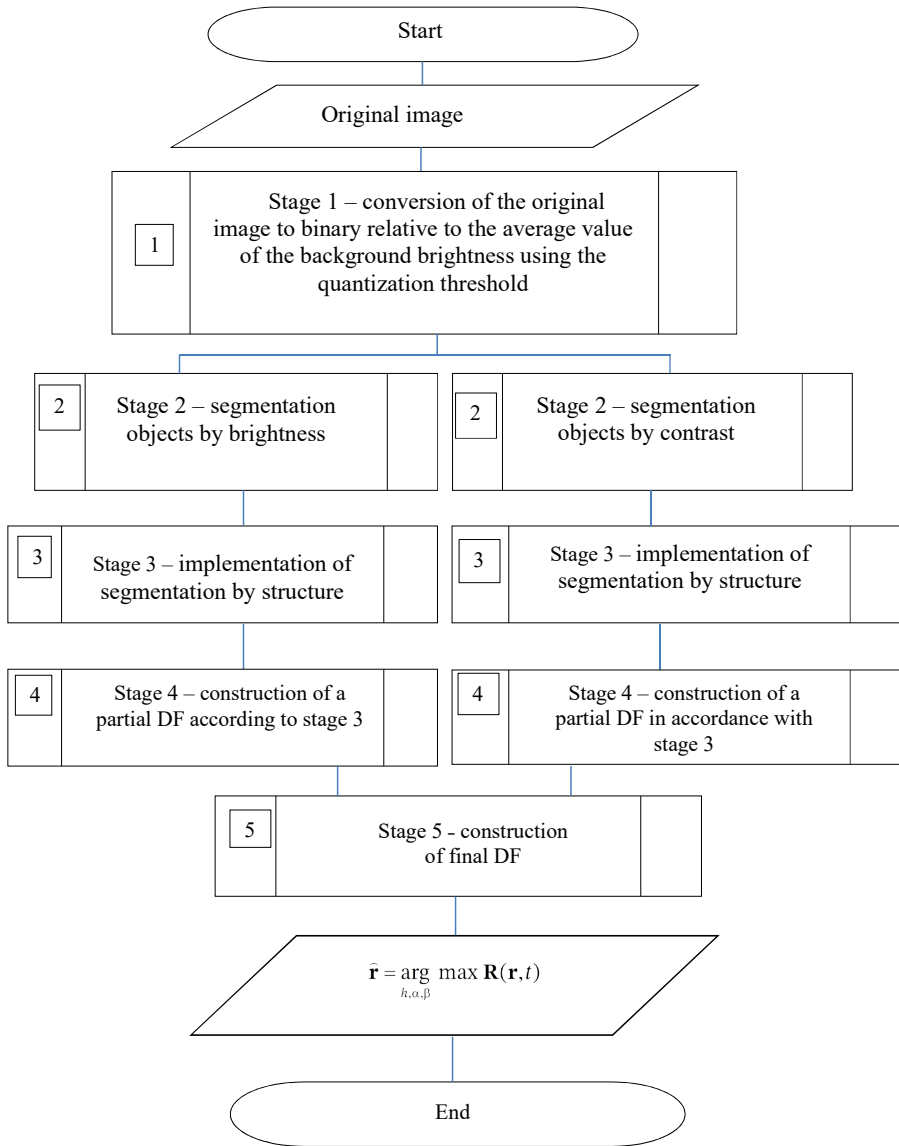 Start
Original image
1
Stage 1 – conversion of the original
image to binary relative to the average value
of the background brightness using the
quantization threshold
2
Stage 2 – segmentation
objects by brightness
2
Stage 2 – segmentation
objects by contrast
3
Stage 3 – implementation of
segmentation by structure
3
Stage 3 – implementation of
segmentation by structure
4
Stage 4 – construction of a
partial DF according to stage 3
4
Stage 4 – construction of a
partial DF in accordance with
stage 3
5
Stage 5 - construction
of final DF
r̂ = arg max R(r,t)
h,α,β
End